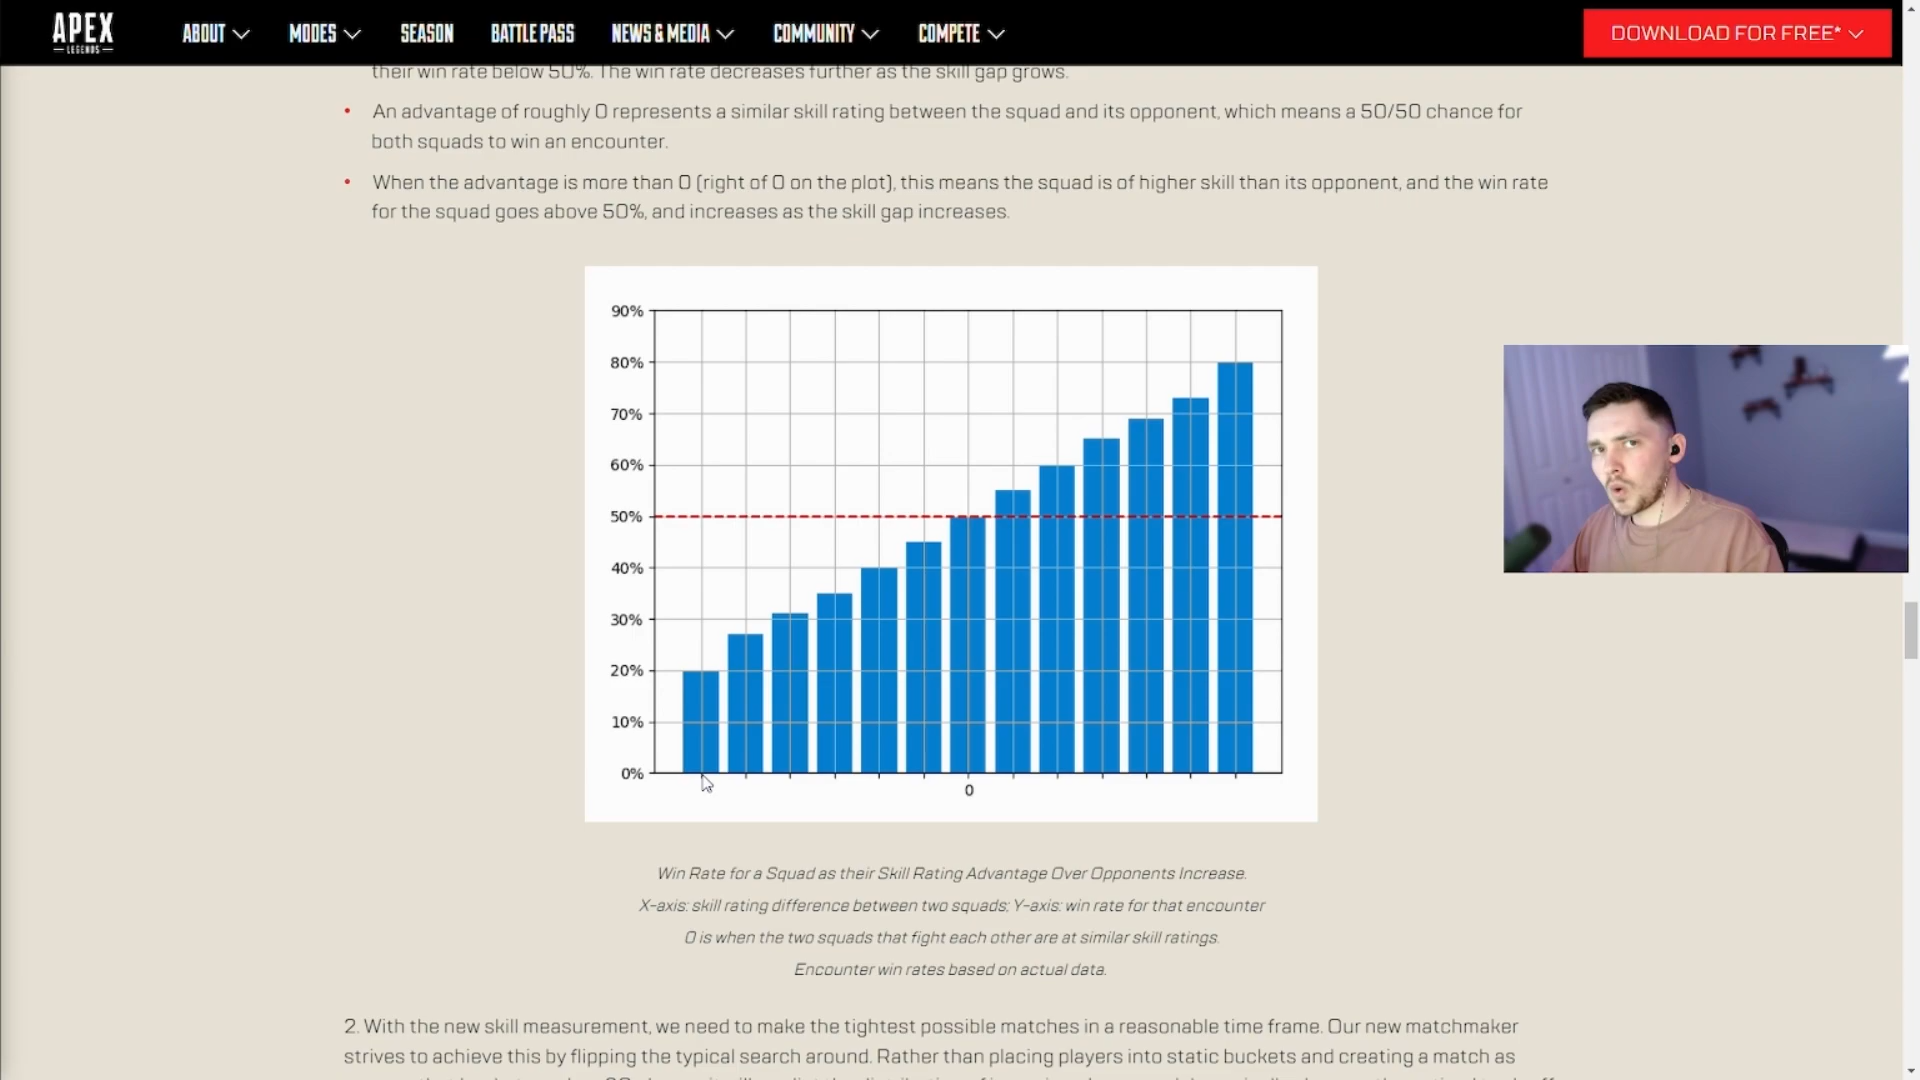 APEX
LEGENDS
ABOUT
MODES
SEASON
BATTLE PASS
NEWS & MEDIA
COMMUNITY
COMPETE
DOWNLOAD FOR FREE*
their win rate below 50%. The win rate decreases further as the skill gap grows.
• An advantage of roughly 0 represents a similar skill rating between the squad and its opponent, which means a 50/50 chance for
both squads to win an encounter.
• When the advantage is more than 0 (right of 0 on the plot), this means the squad is of higher skill than its opponent, and the win rate
for the squad goes above 50%, and increases as the skill gap increases.
90%
80%
70%
60%
50%
40%
30%
20%
10%
0%
0
Win Rate for a Squad as their Skill Rating Advantage Over Opponents Increase.
X-axis: skill rating difference between two squads; Y-axis: win rate for that encounter
0 is when the two squads that fight each other are at similar skill ratings.
Encounter win rates based on actual data.
2. With the new skill measurement, we need to make the tightest possible matches in a reasonable time frame. Our new matchmaker
strives to achieve this by flipping the typical search around. Rather than placing players into static buckets and creating a match as